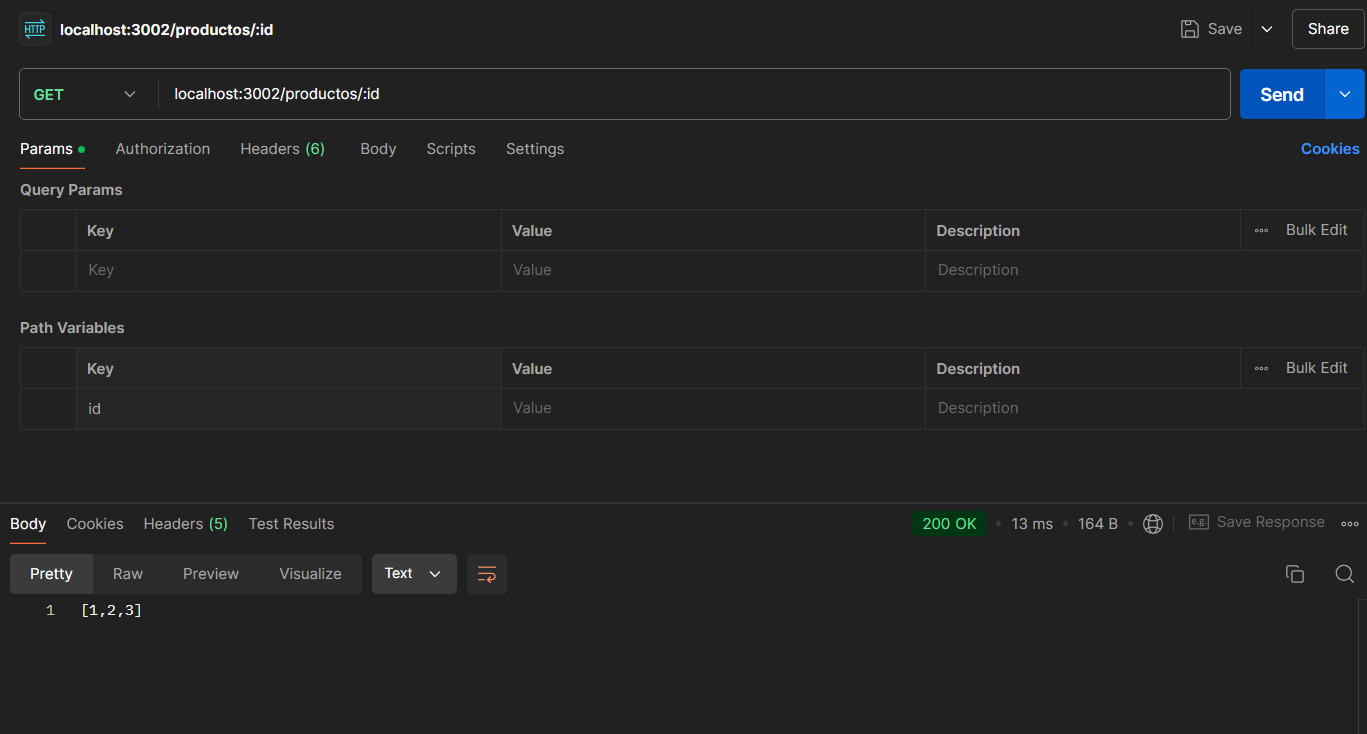 HTTP localhost:3002/productos/:id Save Share
GET localhost:3002/productos/:id Send
Params Authorization Headers (6) Body Scripts Settings Cookies
Query Params
Key Value Description Bulk Edit
Key Value Description
Path Variables
Key Value Description Bulk Edit
id Value Description
Body Cookies Headers (5) Test Results 200 OK 13 ms 164 B e.g. Save Response
Pretty Raw Preview Visualize Text
1 [1,2,3]